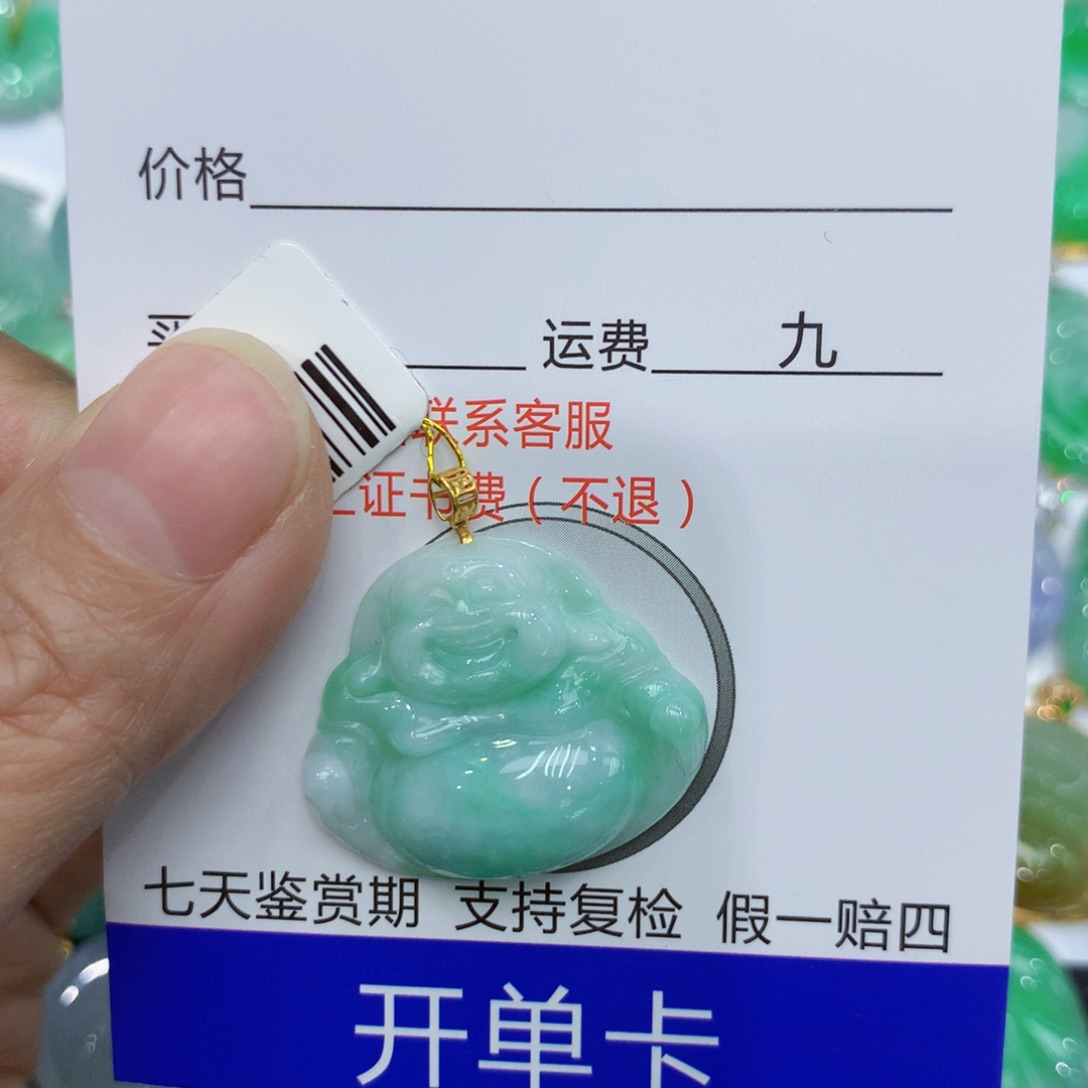 价格
运费 九
联系客服
证书费(不退)
七天鉴赏期 支持复检 假一赔四
开单卡